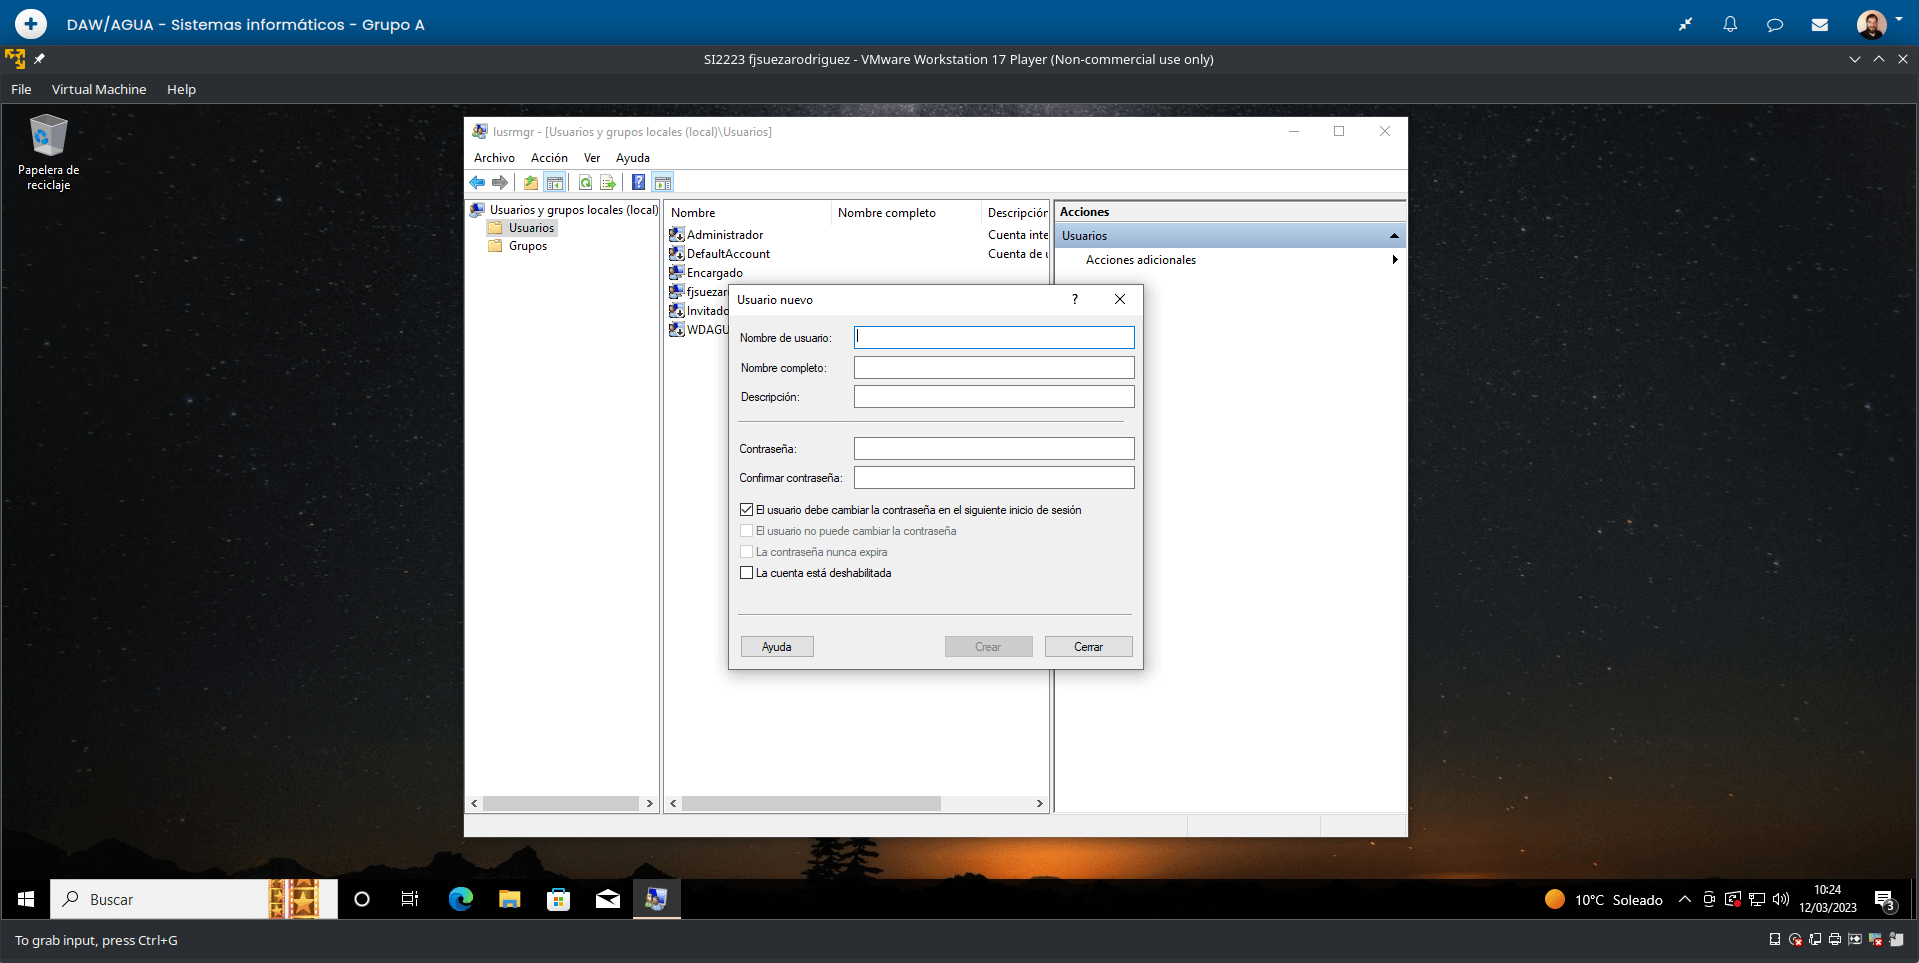 DAW/AGUA - Sistemas informáticos - Grupo A
SI2223 fjsuezarodriguez - VMware Workstation 17 Player (Non-commercial use only)
File Virtual Machine Help
Papelera de
reciclaje
lusrmgr - [Usuarios y grupos locales (local)\Usuarios]
Archivo Acción Ver Ayuda
Usuarios y grupos locales (local)
Usuarios
Grupos
Nombre Nombre completo Descripción
Administrador Cuenta inte
DefaultAccount Cuenta de u
Encargado
fjsuezar
Invitado
WDAGU
Acciones
Usuarios
Acciones adicionales
Usuario nuevo ?
Nombre de usuario:
Nombre completo:
Descripción:
Contraseña:
Confirmar contraseña:
El usuario debe cambiar la contraseña en el siguiente inicio de sesión
El usuario no puede cambiar la contraseña
La contraseña nunca expira
La cuenta está deshabilitada
Ayuda Crear Cerrar
Buscar
10°C Soleado
10:24
12/03/2023
3
To grab input, press Ctrl+G